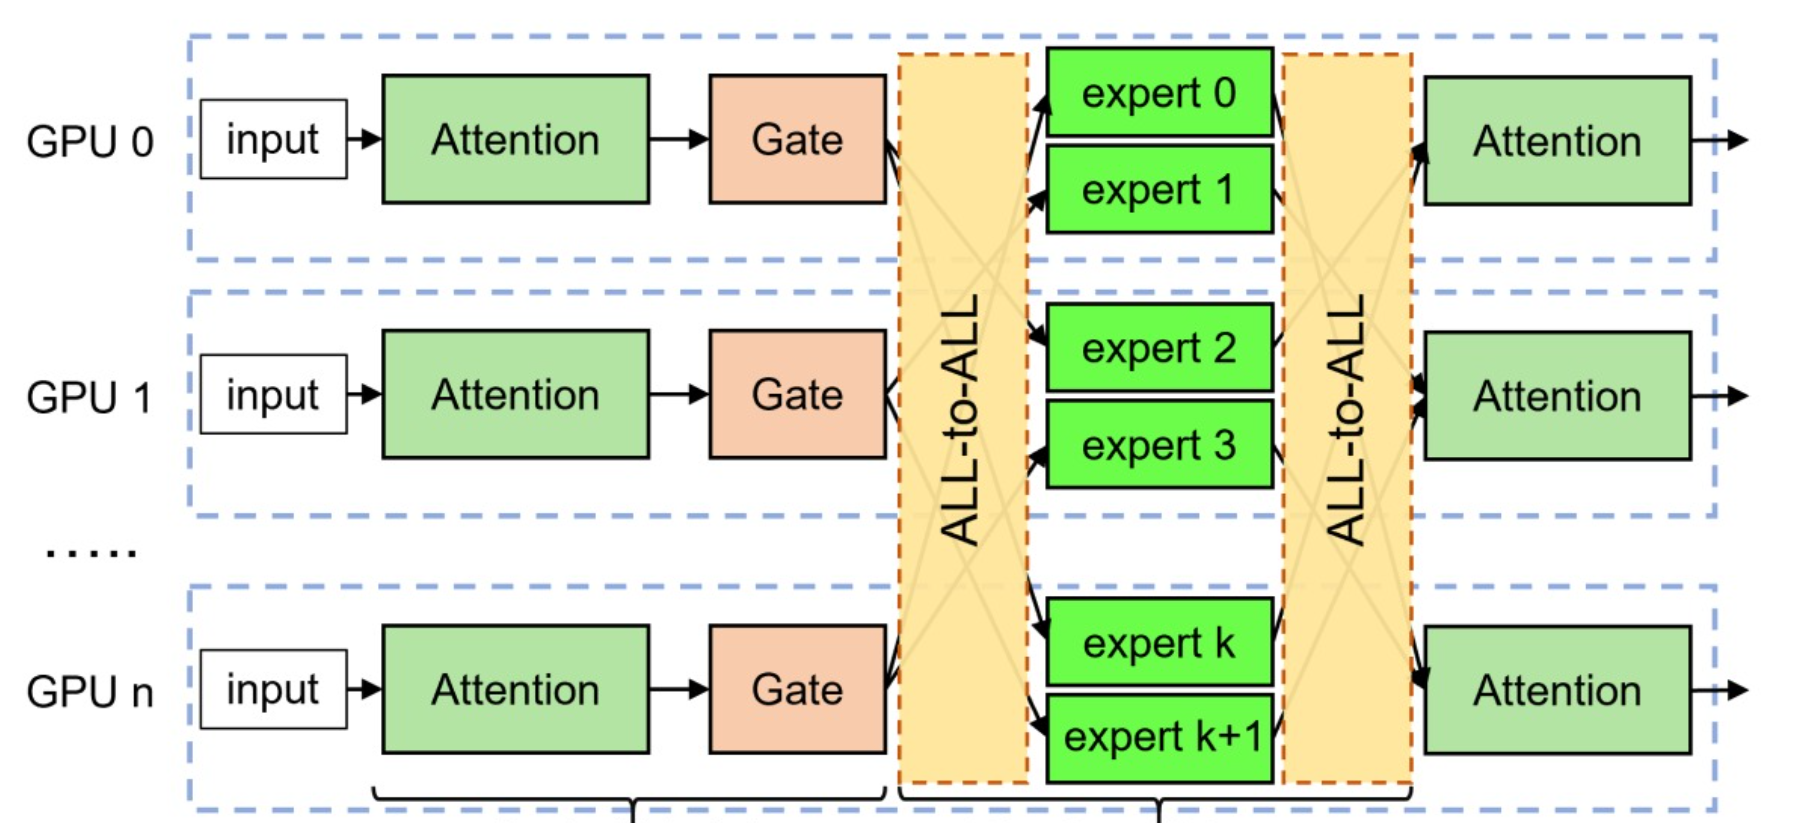 GPU 0
input
Attention
Gate
expert 0
expert 1
Attention
GPU 1
input
Attention
Gate
ALL-to-ALL
expert 2
expert 3
ALL-to-ALL
Attention
.....
GPU n
input
Attention
Gate
expert k
expert k+1
Attention